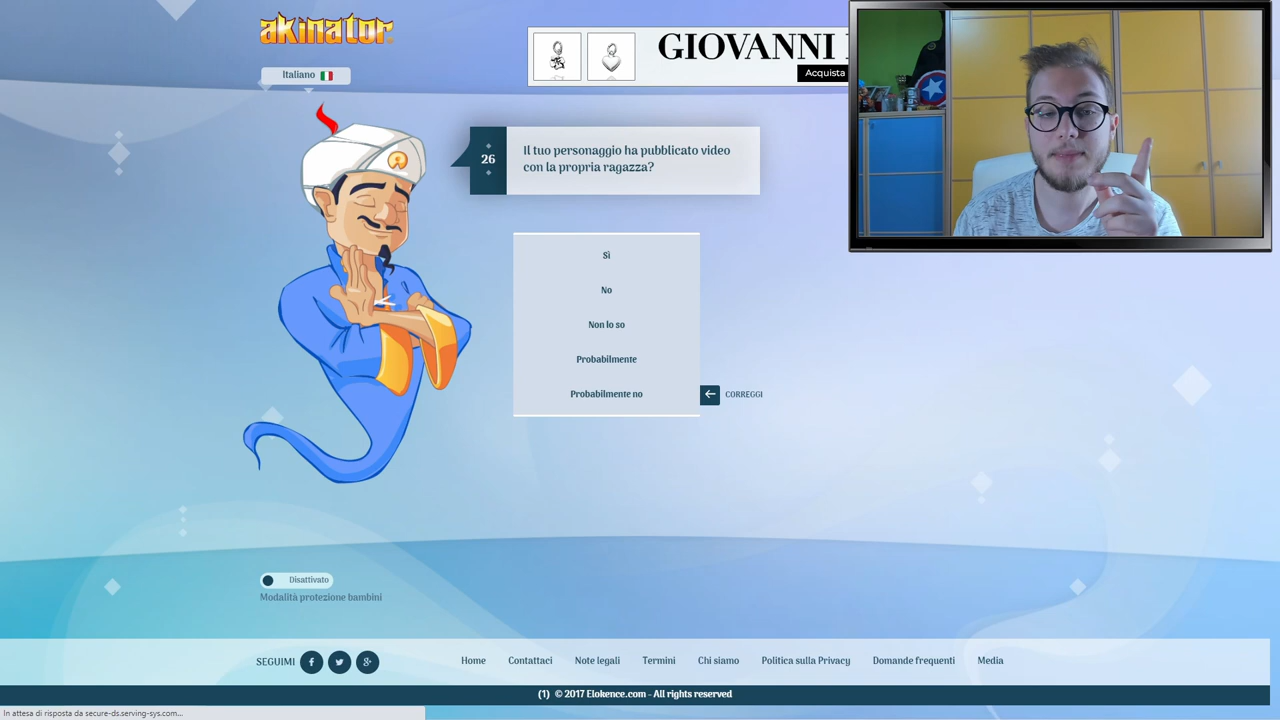 akinator
Italiano
GIOVANNI
Acquista
26
Il tuo personaggio ha pubblicato video
con la propria ragazza?
Sì
No
Non lo so
Probabilmente
Probabilmente no
CORREGGI
Disattivato
Modalità protezione bambini
SEGUIMI
Home
Contattaci
Note legali
Termini
Chi siamo
Politica sulla Privacy
Domande frequenti
Media
(1) © 2017 Elokence.com - All rights reserved
In attesa di risposta da secure-ds.serving-sys.com...